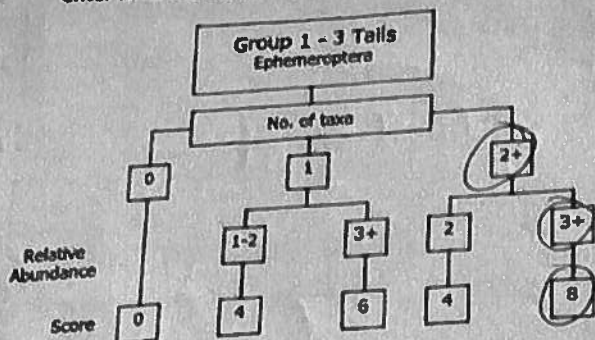 Group 1 - 3 Tails
Ephemeroptera
No. of taxa
0
1
2+
1-2
3+
2
3+
Relative
Abundance
Score
0
4
6
4
8